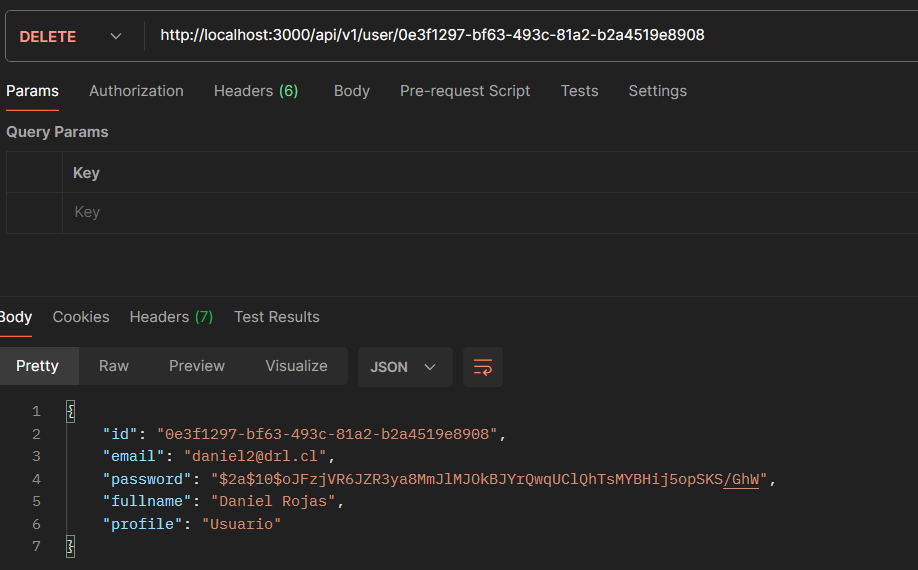 DELETE http://localhost:3000/api/v1/user/0e3f1297-bf63-493c-81a2-b2a4519e8908
Params Authorization Headers (6) Body Pre-request Script Tests Settings
Query Params
Key
Key
Body Cookies Headers (7) Test Results
Pretty Raw Preview Visualize JSON
1 {
2 "id": "0e3f1297-bf63-493c-81a2-b2a4519e8908",
3 "email": "daniel2@drl.cl",
4 "password": "$2a$10$oJFzjVR6JZR3ya8MmJlMJOkBJYrQwqUClQhTsMYBHij5opSKS/GhW",
5 "fullname": "Daniel Rojas",
6 "profile": "Usuario"
7 }